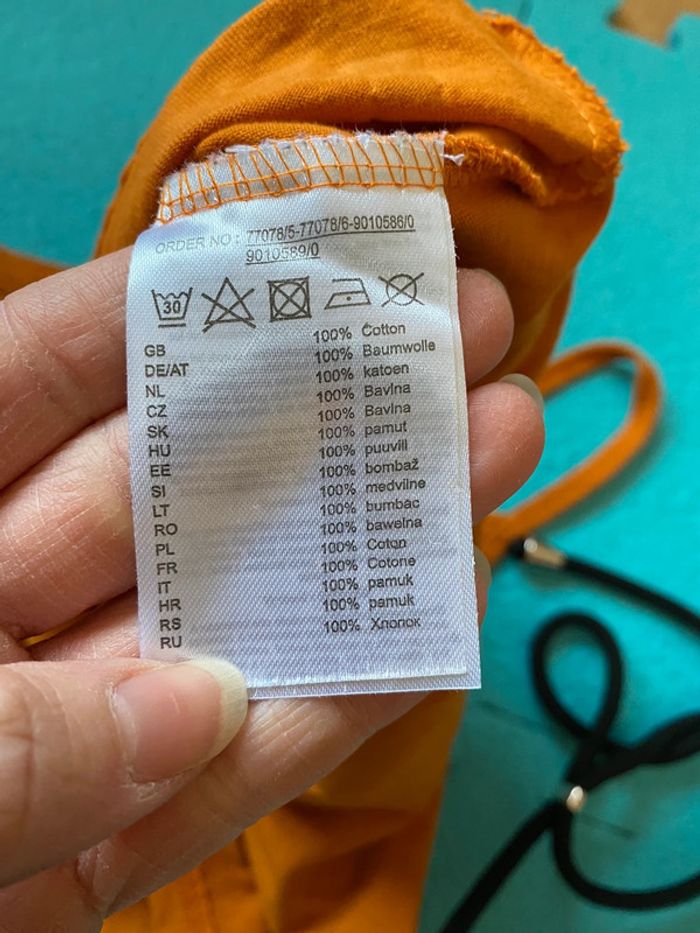 ORDER NO : 77078/5-77078/6-9010586/0
9010589/0
30
GB 100% Cotton
DE/AT 100% Baumwolle
NL 100% katoen
CZ 100% Bavlna
SK 100% Bavlna
HU 100% pamut
EE 100% puuvill
SI 100% bombaž
LT 100% medvilne
RO 100% bumbac
PL 100% bawelna
FR 100% Coton
IT 100% Cotone
HR 100% pamuk
RS 100% pamuk
RU 100% Хлопок